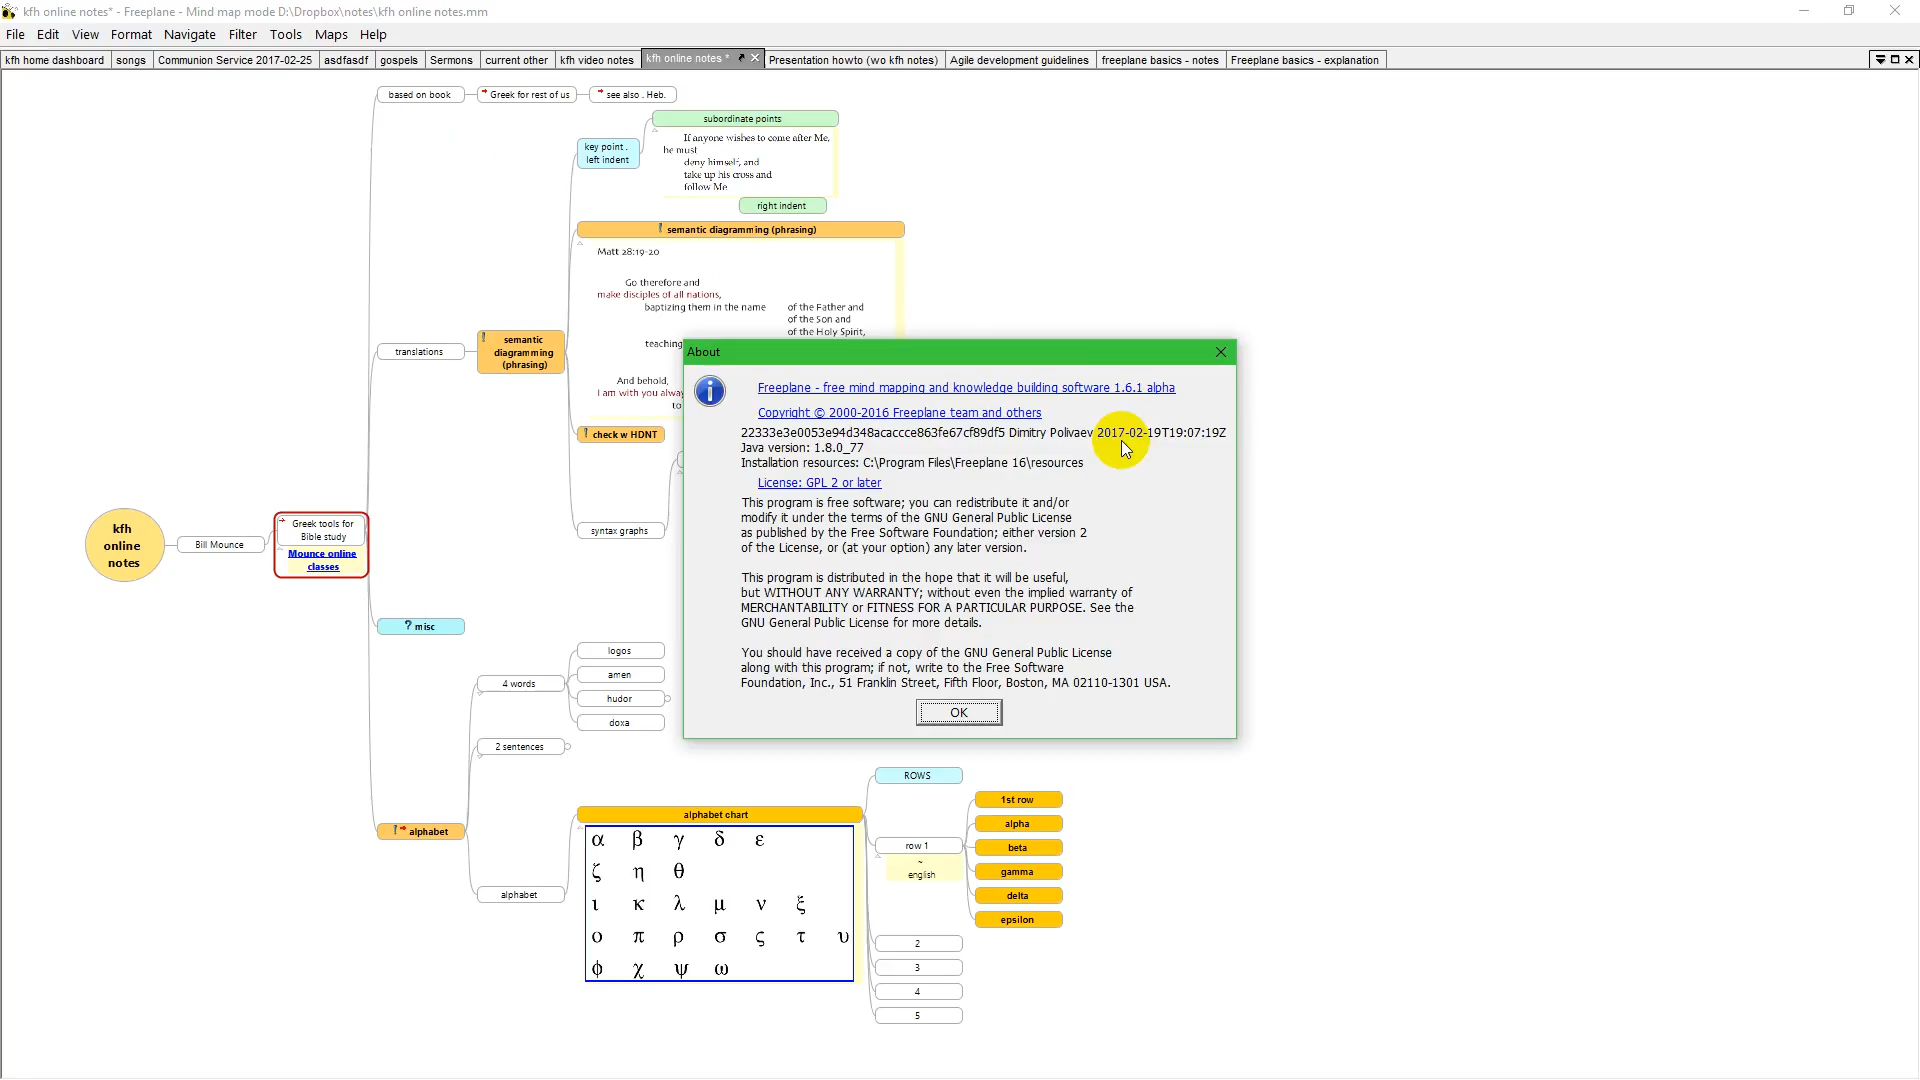 kfh online notes* - Freeplane - Mind map mode D:\Dropbox\notes\kfh online notes.mm
File Edit View Format Navigate Filter Tools Maps Help
kfh home dashboard songs Communion Service 2017-02-25 asdfasdf gospels Sermons current other kfh video notes kfh online notes * Presentation howto (wo kfh notes) Agile development guidelines freeplane basics - notes Freeplane basics - explanation
based on book
Greek for rest of us
see also . Heb.
key point .
left indent
subordinate points
If anyone wishes to come after Me,
he must
deny himself, and
take up his cross and
follow Me
right indent
semantic diagramming (phrasing)
Matt 28:19-20
Go therefore and
make disciples of all nations,
baptizing them in the name of the Father and
of the Son and
of the Holy Spirit,
teaching
And behold,
I am with you alway
to
translations
semantic
diagramming
(phrasing)
check w HDNT
syntax graphs
kfh
online
notes
Bill Mounce
Greek tools for
Bible study
Mounce online
classes
? misc
alphabet
4 words
logos
amen
hudor
doxa
2 sentences
alphabet
alphabet chart
α β γ δ ε
ζ η θ
ι κ λ μ ν ξ
ο π ρ σ ς τ υ
φ χ ψ ω
ROWS
row 1
~
english
1st row
alpha
beta
gamma
delta
epsilon
2
3
4
5
About
Freeplane - free mind mapping and knowledge building software 1.6.1 alpha
Copyright © 2000-2016 Freeplane team and others
22333e3e0053e94d348acaccce863fe67cf89df5 Dimitry Polivaev 2017-02-19T19:07:19Z
Java version: 1.8.0_77
Installation resources: C:\Program Files\Freeplane 16\resources
License: GPL 2 or later
This program is free software; you can redistribute it and/or
modify it under the terms of the GNU General Public License
as published by the Free Software Foundation; either version 2
of the License, or (at your option) any later version.
This program is distributed in the hope that it will be useful,
but WITHOUT ANY WARRANTY; without even the implied warranty of
MERCHANTABILITY or FITNESS FOR A PARTICULAR PURPOSE. See the
GNU General Public License for more details.
You should have received a copy of the GNU General Public License
along with this program; if not, write to the Free Software
Foundation, Inc., 51 Franklin Street, Fifth Floor, Boston, MA 02110-1301 USA.
OK